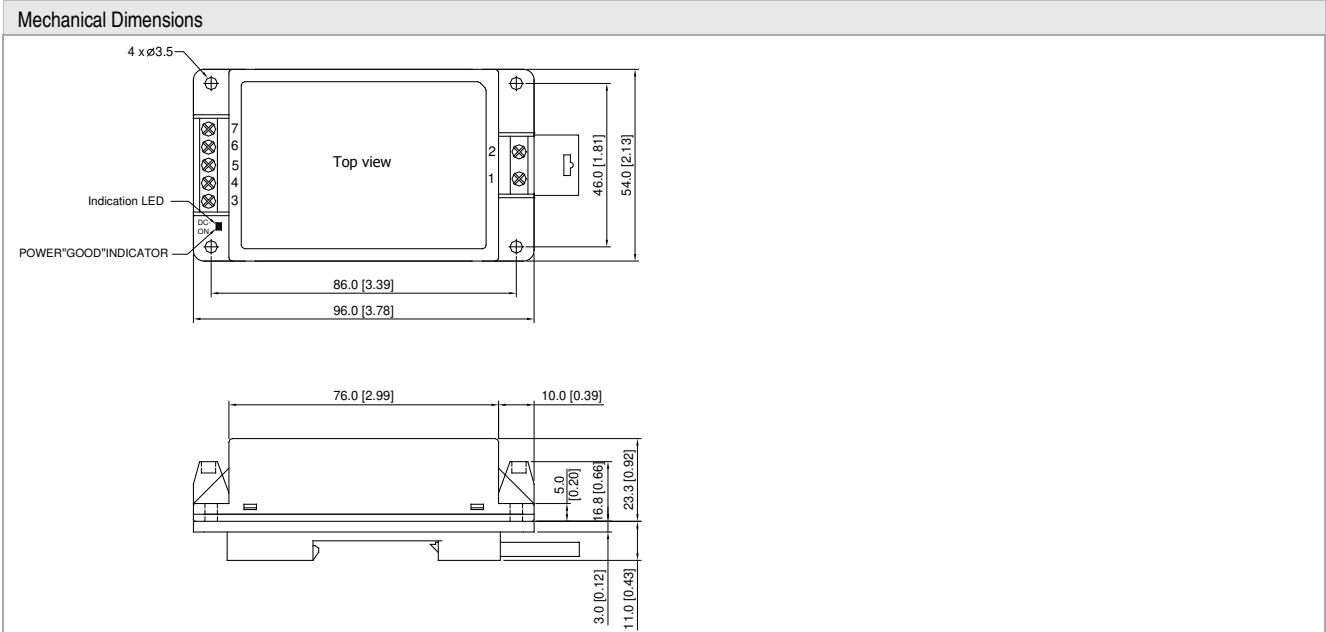 Mechanical Dimensions
4 x ø3.5
7
6
5
4
3
Top view
2
1
46.0 [1.81]
54.0 [2.13]
Indication LED
DC
ON
POWER"GOOD"INDICATOR
86.0 [3.39]
96.0 [3.78]
76.0 [2.99]
10.0 [0.39]
5.0
[0.20]
16.8 [0.66]
23.3 [0.92]
3.0 [0.12]
11.0 [0.43]